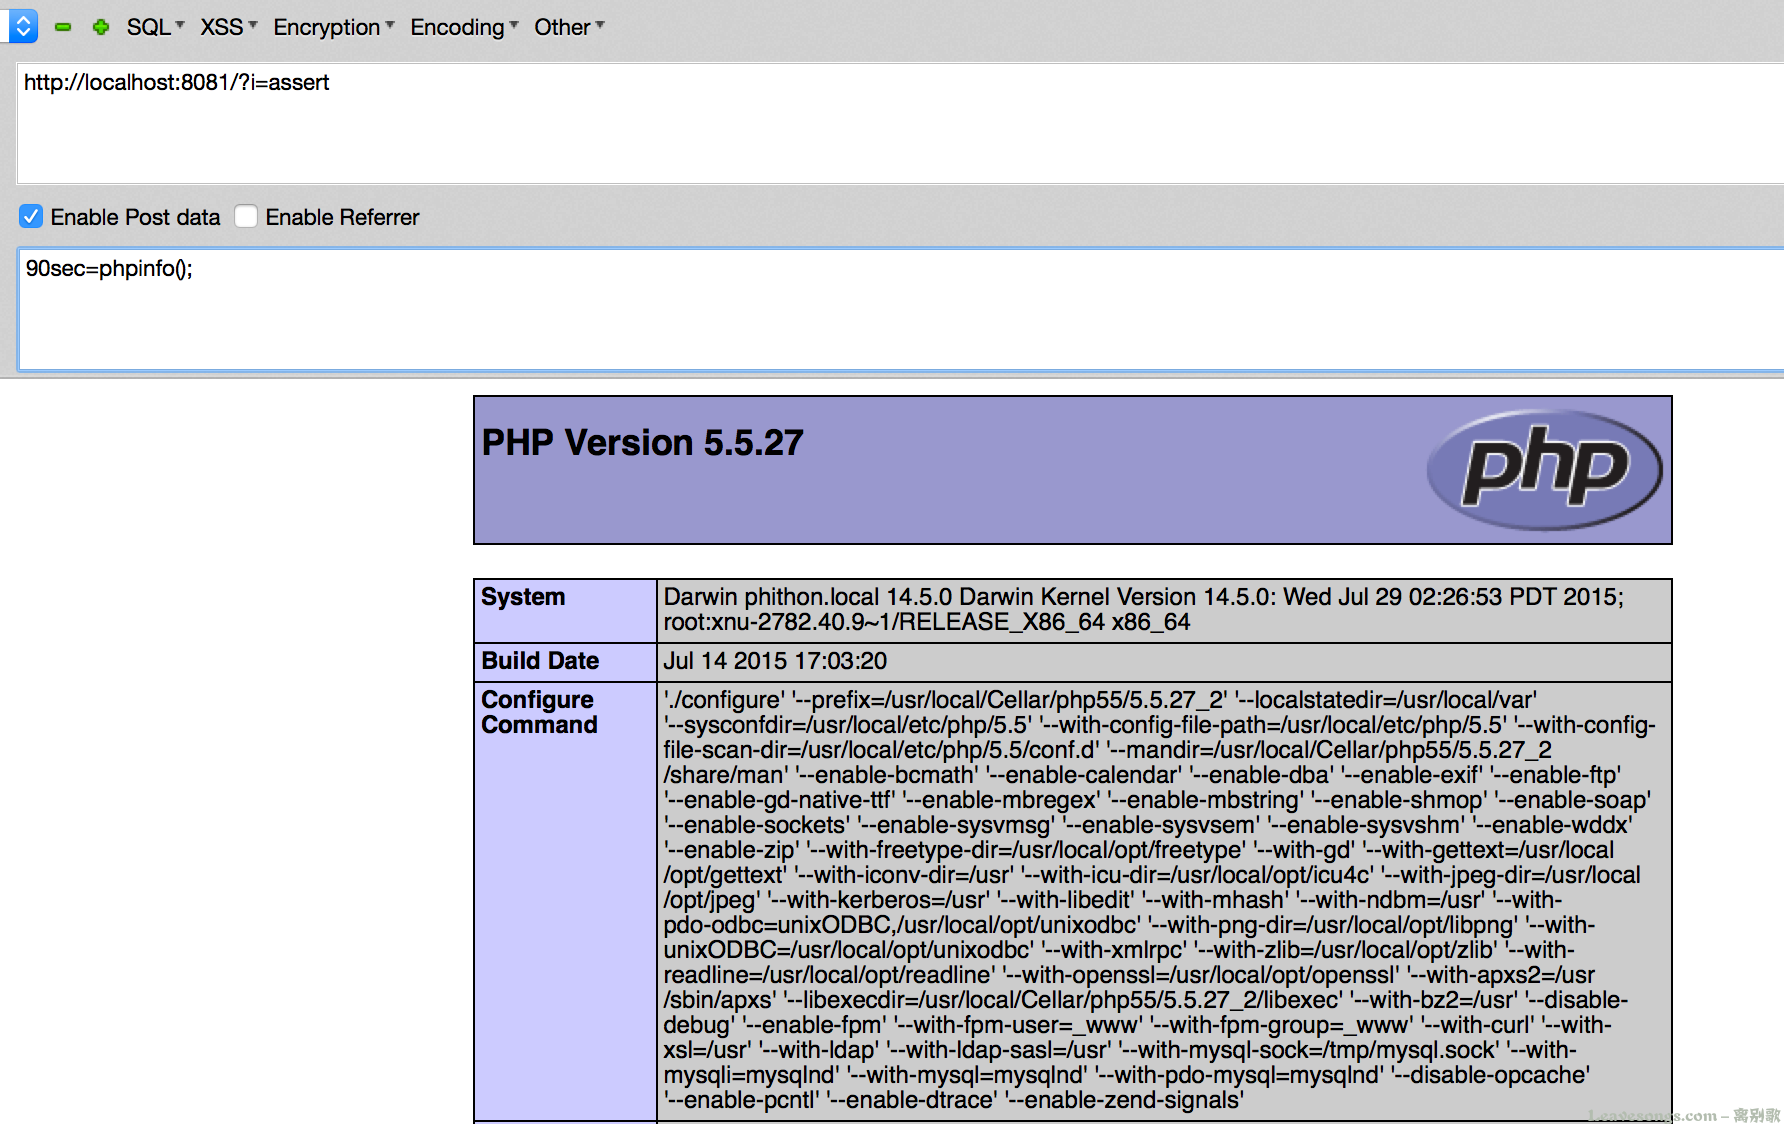 SQL XSS Encryption Encoding Other
http://localhost:8081/?i=assert
Enable Post data Enable Referrer
90sec=phpinfo();
PHP Version 5.5.27
php
System
Darwin phithon.local 14.5.0 Darwin Kernel Version 14.5.0: Wed Jul 29 02:26:53 PDT 2015;
root:xnu-2782.40.9~1/RELEASE_X86_64 x86_64
Build Date
Jul 14 2015 17:03:20
Configure
Command
'./configure' '--prefix=/usr/local/Cellar/php55/5.5.27_2' '--localstatedir=/usr/local/var'
'--sysconfdir=/usr/local/etc/php/5.5' '--with-config-file-path=/usr/local/etc/php/5.5' '--with-config-
file-scan-dir=/usr/local/etc/php/5.5/conf.d' '--mandir=/usr/local/Cellar/php55/5.5.27_2
/share/man' '--enable-bcmath' '--enable-calendar' '--enable-dba' '--enable-exif' '--enable-ftp'
'--enable-gd-native-ttf' '--enable-mbregex' '--enable-mbstring' '--enable-shmop' '--enable-soap'
'--enable-sockets' '--enable-sysvmsg' '--enable-sysvsem' '--enable-sysvshm' '--enable-wddx'
'--enable-zip' '--with-freetype-dir=/usr/local/opt/freetype' '--with-gd' '--with-gettext=/usr/local
/opt/gettext' '--with-iconv-dir=/usr' '--with-icu-dir=/usr/local/opt/icu4c' '--with-jpeg-dir=/usr/local
/opt/jpeg' '--with-kerberos=/usr' '--with-libedit' '--with-mhash' '--with-ndbm=/usr' '--with-
pdo-odbc=unixODBC,/usr/local/opt/unixodbc' '--with-png-dir=/usr/local/opt/libpng' '--with-
unixODBC=/usr/local/opt/unixodbc' '--with-xmlrpc' '--with-zlib=/usr/local/opt/zlib' '--with-
readline=/usr/local/opt/readline' '--with-openssl=/usr/local/opt/openssl' '--with-apxs2=/usr
/sbin/apxs' '--libexecdir=/usr/local/Cellar/php55/5.5.27_2/libexec' '--with-bz2=/usr' '--disable-
debug' '--enable-fpm' '--with-fpm-user=_www' '--with-fpm-group=_www' '--with-curl' '--with-
xsl=/usr' '--with-ldap' '--with-ldap-sasl=/usr' '--with-mysql-sock=/tmp/mysql.sock' '--with-
mysqli=mysqlnd' '--with-mysql=mysqlnd' '--with-pdo-mysql=mysqlnd' '--disable-opcache'
'--enable-pcntl' '--enable-dtrace' '--enable-zend-signals'
Leavesongs.com - 离别歌